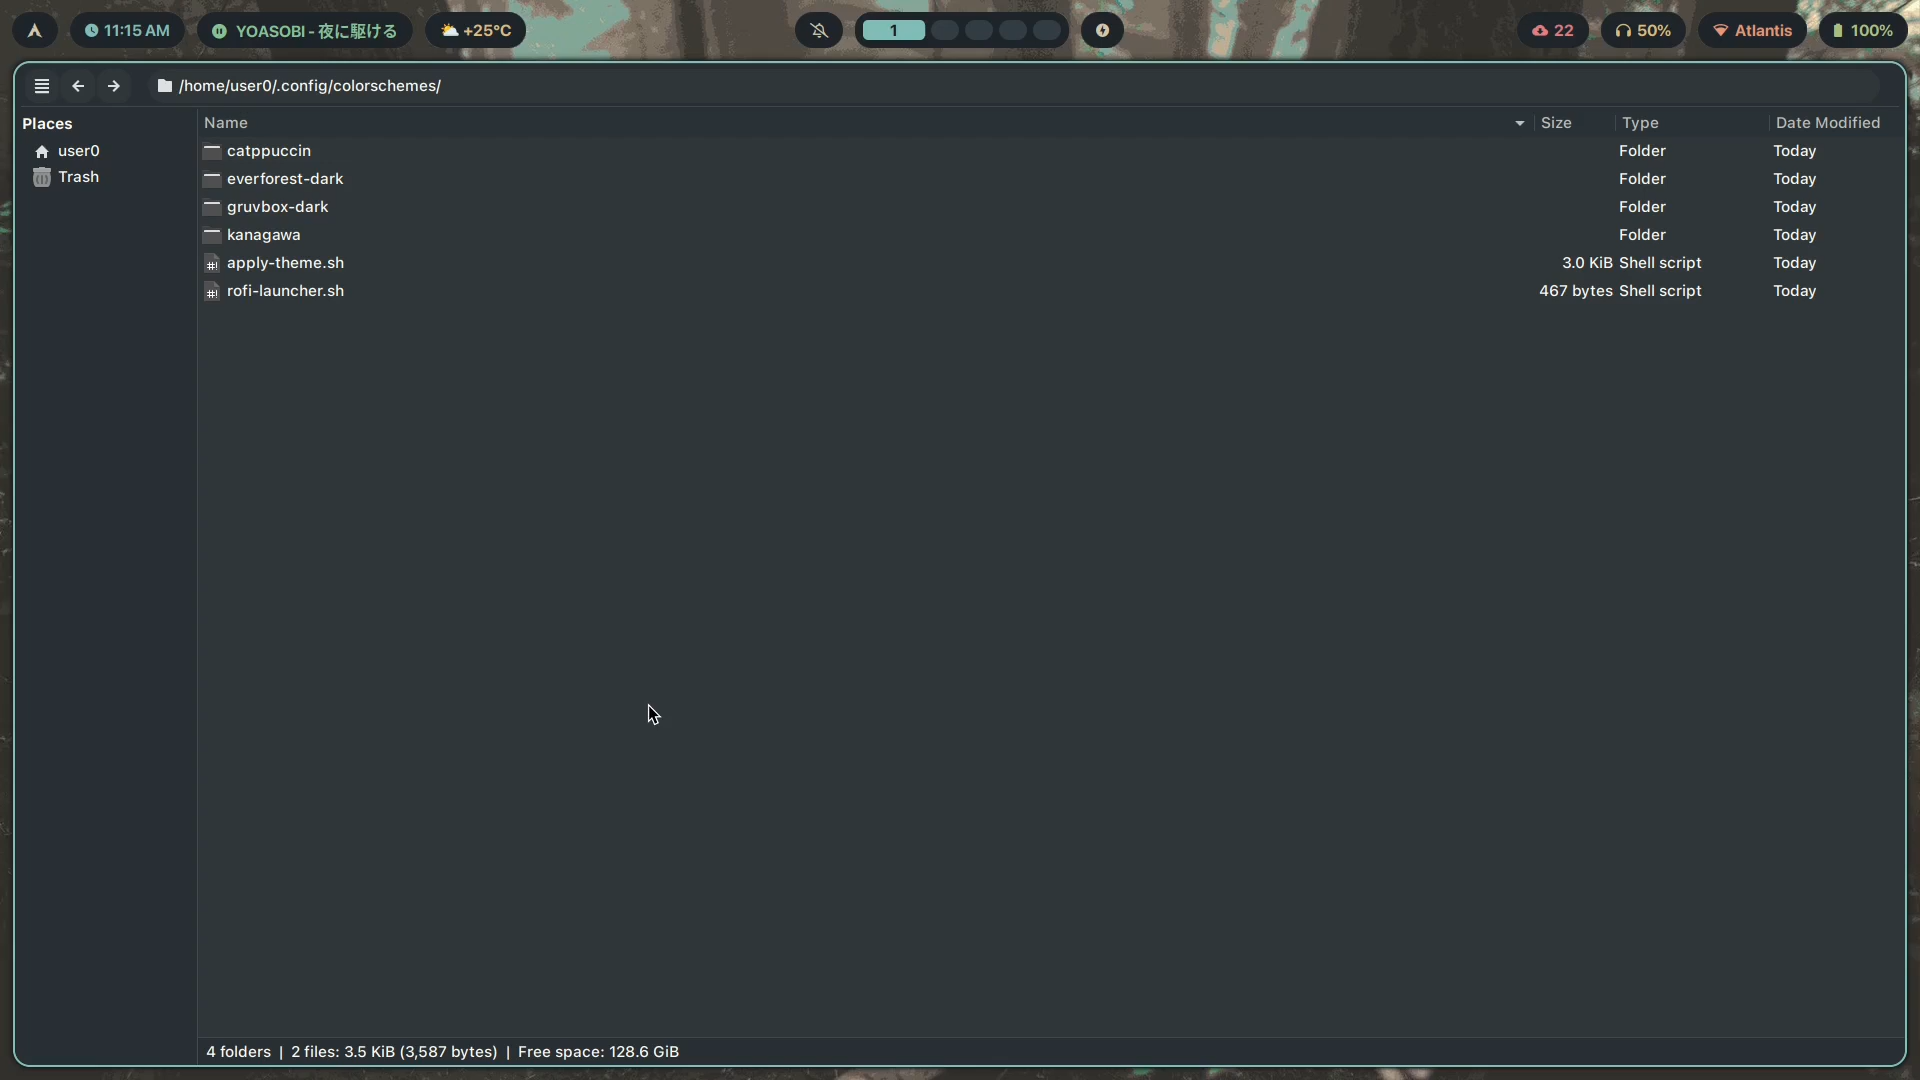 11:15 AM YOASOBI - 夜に駆ける +25°C 1 22 50% Atlantis 100%
/home/user0/.config/colorschemes/
Places
user0
Trash
Name Size Type Date Modified
catppuccin Folder Today
everforest-dark Folder Today
gruvbox-dark Folder Today
kanagawa Folder Today
apply-theme.sh 3.0 KiB Shell script Today
rofi-launcher.sh 467 bytes Shell script Today
4 folders | 2 files: 3.5 KiB (3,587 bytes) | Free space: 128.6 GiB